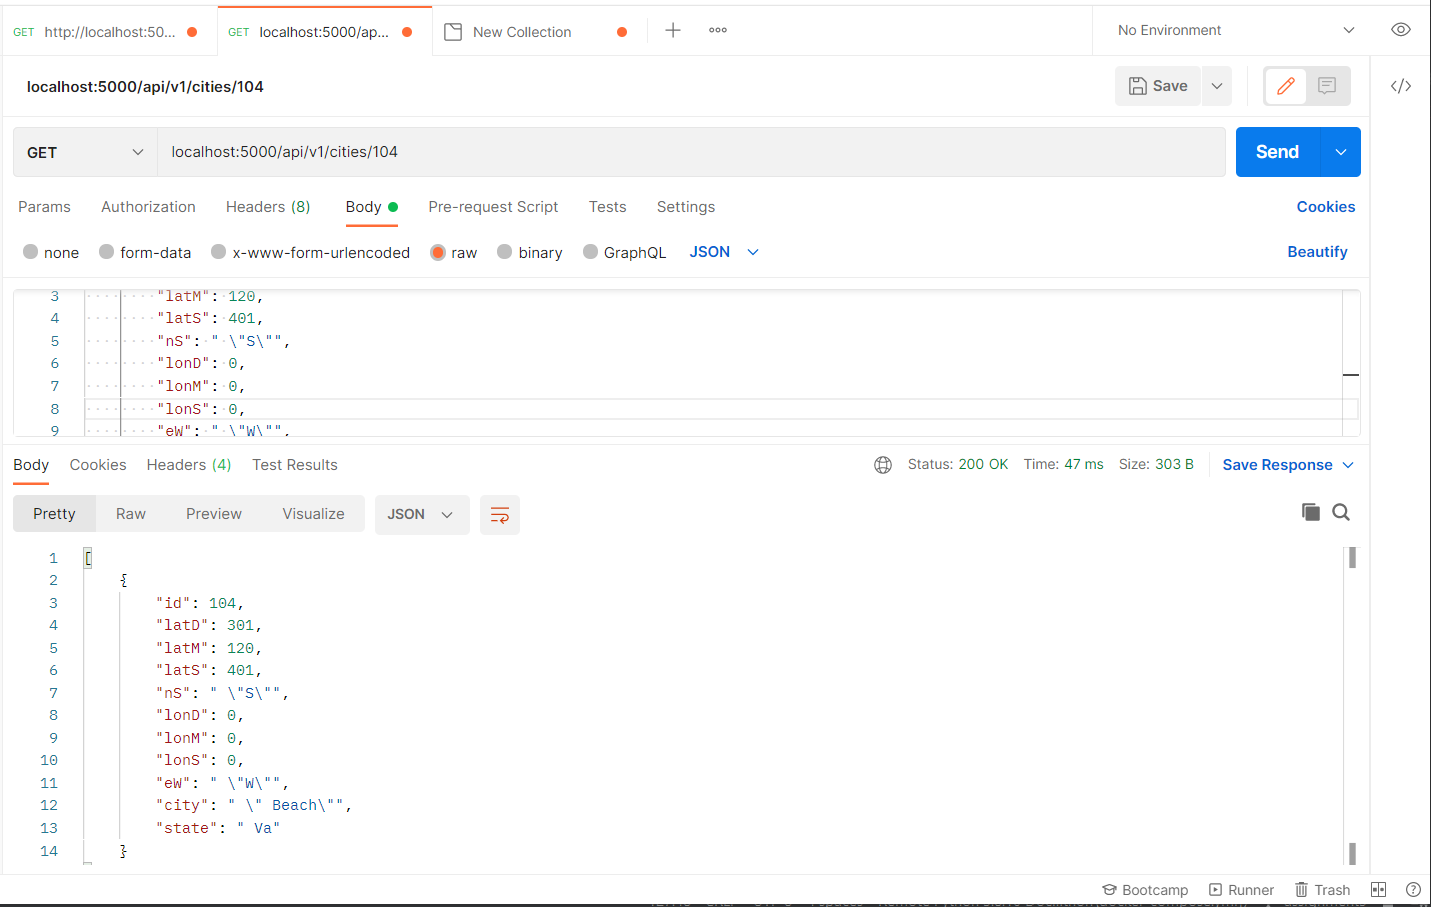 GET http://localhost:50... GET localhost:5000/ap... New Collection No Environment
localhost:5000/api/v1/cities/104 Save
GET localhost:5000/api/v1/cities/104 Send
Params Authorization Headers (8) Body Pre-request Script Tests Settings Cookies
none form-data x-www-form-urlencoded raw binary GraphQL JSON Beautify
3 "latM": 120,
4 "latS": 401,
5 "nS": " \"S\"",
6 "lonD": 0,
7 "lonM": 0,
8 "lonS": 0,
9 "eW": " \"W\"",
Body Cookies Headers (4) Test Results Status: 200 OK Time: 47 ms Size: 303 B Save Response
Pretty Raw Preview Visualize JSON
1 [
2 {
3 "id": 104,
4 "latD": 301,
5 "latM": 120,
6 "latS": 401,
7 "nS": " \"S\"",
8 "lonD": 0,
9 "lonM": 0,
10 "lonS": 0,
11 "eW": " \"W\"",
12 "city": " \" Beach\"",
13 "state": " Va"
14 }
Bootcamp Runner Trash